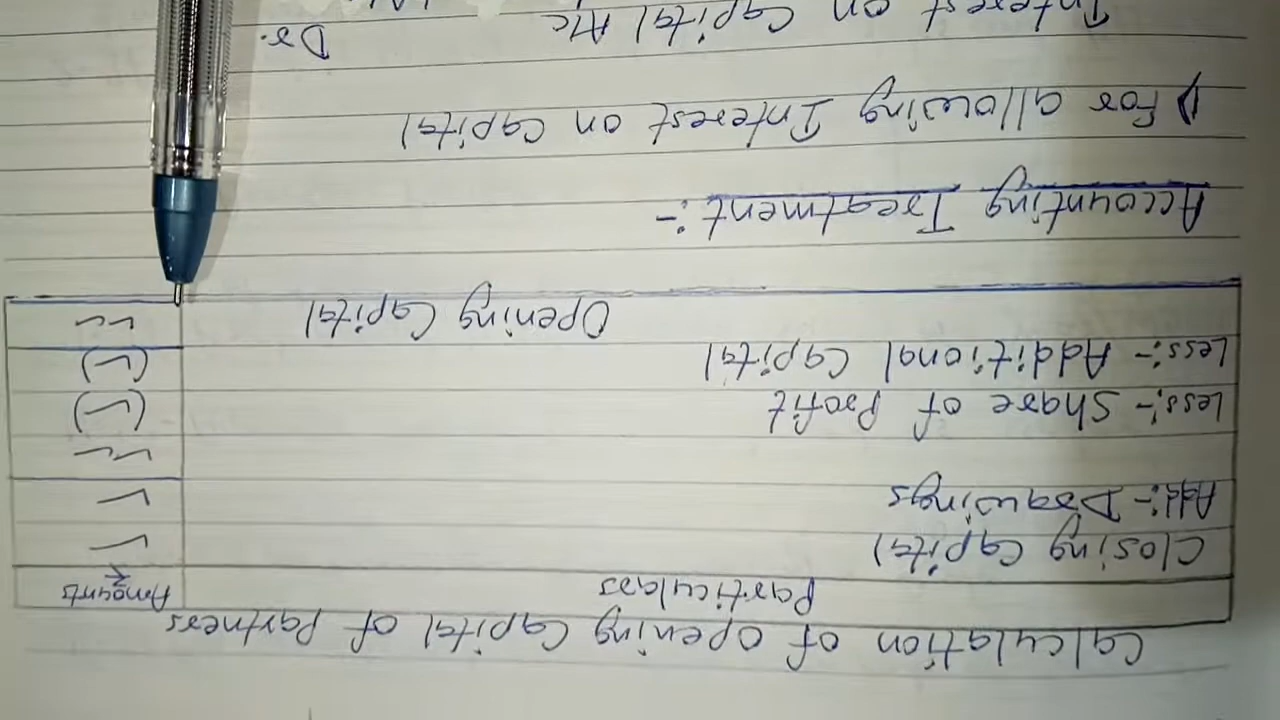 Calculation of opening Capital of Partners
Particulars Amounts
Closing Capital ✓
Add:- Drawings ✓
✓✓
Less:- Share of Profit (✓)
Less:- Additional Capital (✓)
Opening Capital ✓✓
Accounting Treatment:-
1) For allowing Interest on Capital
Interest on Capital A/c Dr.